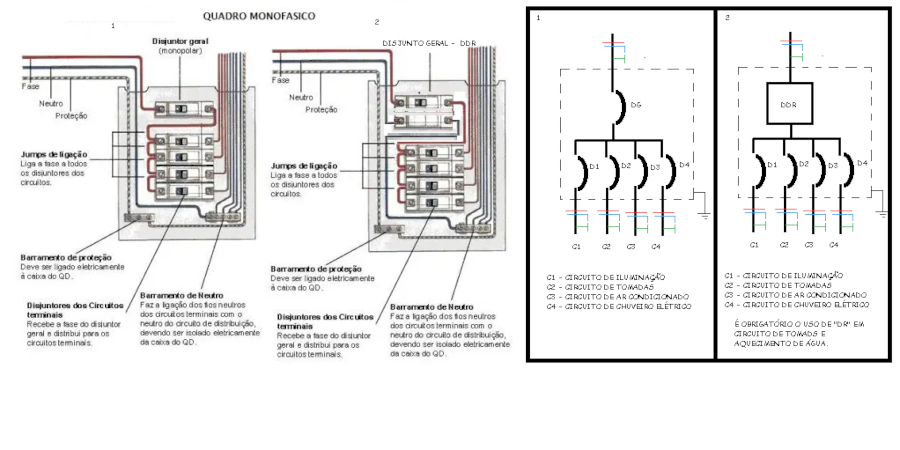 QUADRO MONOFASICO
1
Disjuntor geral
(monopolar)
Fase
Neutro
Proteção
Jumps de ligação
Liga a fase a todos
os disjuntores dos
circuitos.
Barramento de proteção
Deve ser ligado eletricamente
à caixa do QD.
Disjuntores dos Circuitos
terminais
Recebe a fase do disjuntor
geral e distribui para os
circuitos terminais.
Barramento de Neutro
Faz a ligação dos fios neutros
dos circuitos terminais com o
neutro do circuito de distribuição,
devendo ser isolado eletricamente
da caixa do QD.
2
DISJUNTO GERAL - DDR
Fase
Neutro
Proteção
Jumps de ligação
Liga a fase a todos
os disjuntores dos
circuitos.
Barramento de proteção
Deve ser ligado eletricamente
à caixa do QD.
Disjuntores dos Circuitos
terminais
Recebe a fase do disjuntor
geral e distribui para os
circuitos terminais.
Barramento de Neutro
Faz a ligação dos fios neutros
dos circuitos terminais com o
neutro do circuito de distribuição,
devendo ser isolado eletricamente
da caixa do QD.
1
DG
D1 D2 D3 D4
C1 C2 C3 C4
C1 - CIRCUITO DE ILUMINAÇÃO
C2 - CIRCUITO DE TOMADAS
C3 - CIRCUITO DE AR CONDICIONADO
C4 - CIRCUITO DE CHUVEIRO ELÉTRICO
2
DDR
D1 D2 D3 D4
C1 C2 C3 C4
C1 - CIRCUITO DE ILUMINAÇÃO
C2 - CIRCUITO DE TOMADAS
C3 - CIRCUITO DE AR CONDICIONADO
C4 - CIRCUITO DE CHUVEIRO ELÉTRICO
É OBRIGATÓRIO O USO DE "DR" EM
CIRCUITO DE TOMADS E
AQUECIMENTO DE ÁGUA.